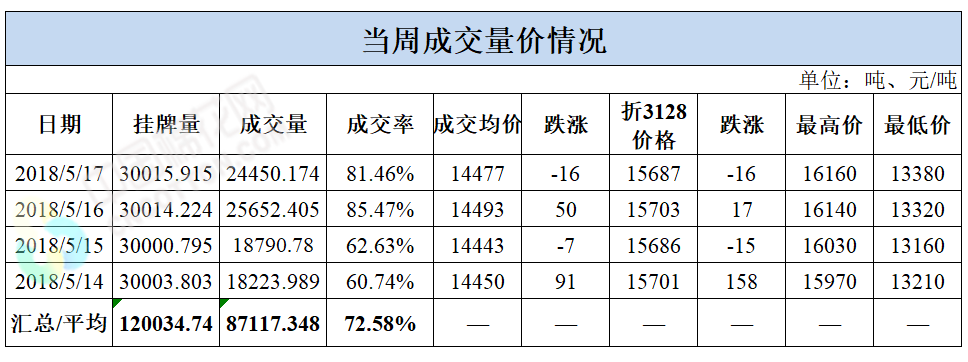 当周成交量价情况
单位：吨、元/吨
日期 挂牌量 成交量 成交率 成交均价 跌涨 折3128价格 跌涨 最高价 最低价
2018/5/17 30015.915 24450.174 81.46% 14477 -16 15687 -16 16160 13380
2018/5/16 30014.224 25652.405 85.47% 14493 50 15703 17 16140 13320
2018/5/15 30000.795 18790.78 62.63% 14443 -7 15686 -15 16030 13160
2018/5/14 30003.803 18223.989 60.74% 14450 91 15701 158 15970 13210
汇总/平均 120034.74 87117.348 72.58% — — — — — —